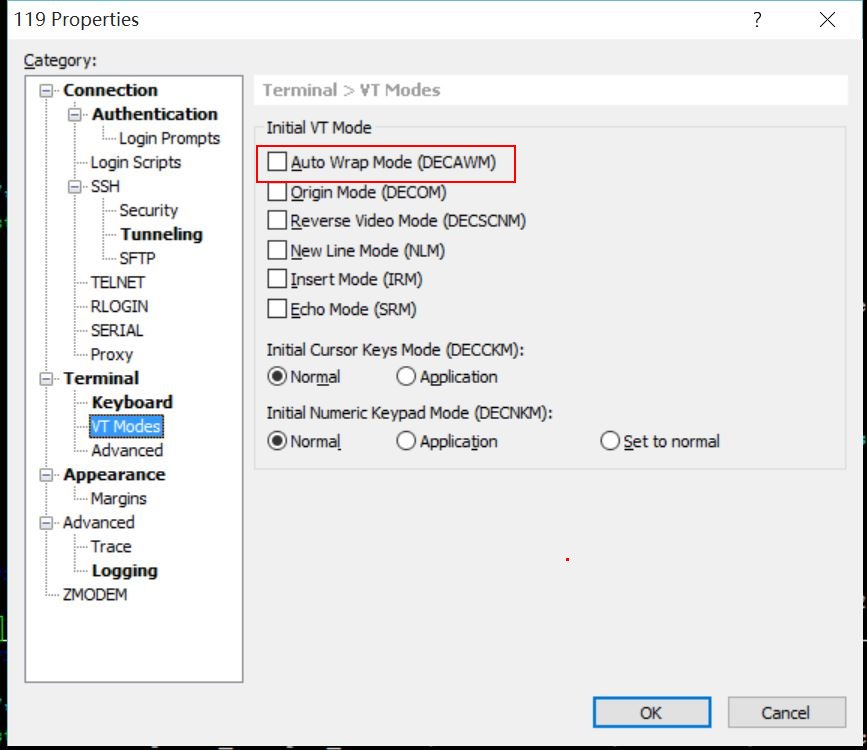 119 Properties
?
Category:
Connection
Authentication
Login Prompts
Login Scripts
SSH
Security
Tunneling
SFTP
TELNET
RLOGIN
SERIAL
Proxy
Terminal
Keyboard
VT Modes
Advanced
Appearance
Margins
Advanced
Trace
Logging
ZMODEM
Terminal > VT Modes
Initial VT Mode
Auto Wrap Mode (DECAWM)
Origin Mode (DECOM)
Reverse Video Mode (DECSCNM)
New Line Mode (NLM)
Insert Mode (IRM)
Echo Mode (SRM)
Initial Cursor Keys Mode (DECCKM):
Normal Application
Initial Numeric Keypad Mode (DECNKM):
Normal Application Set to normal
OK Cancel